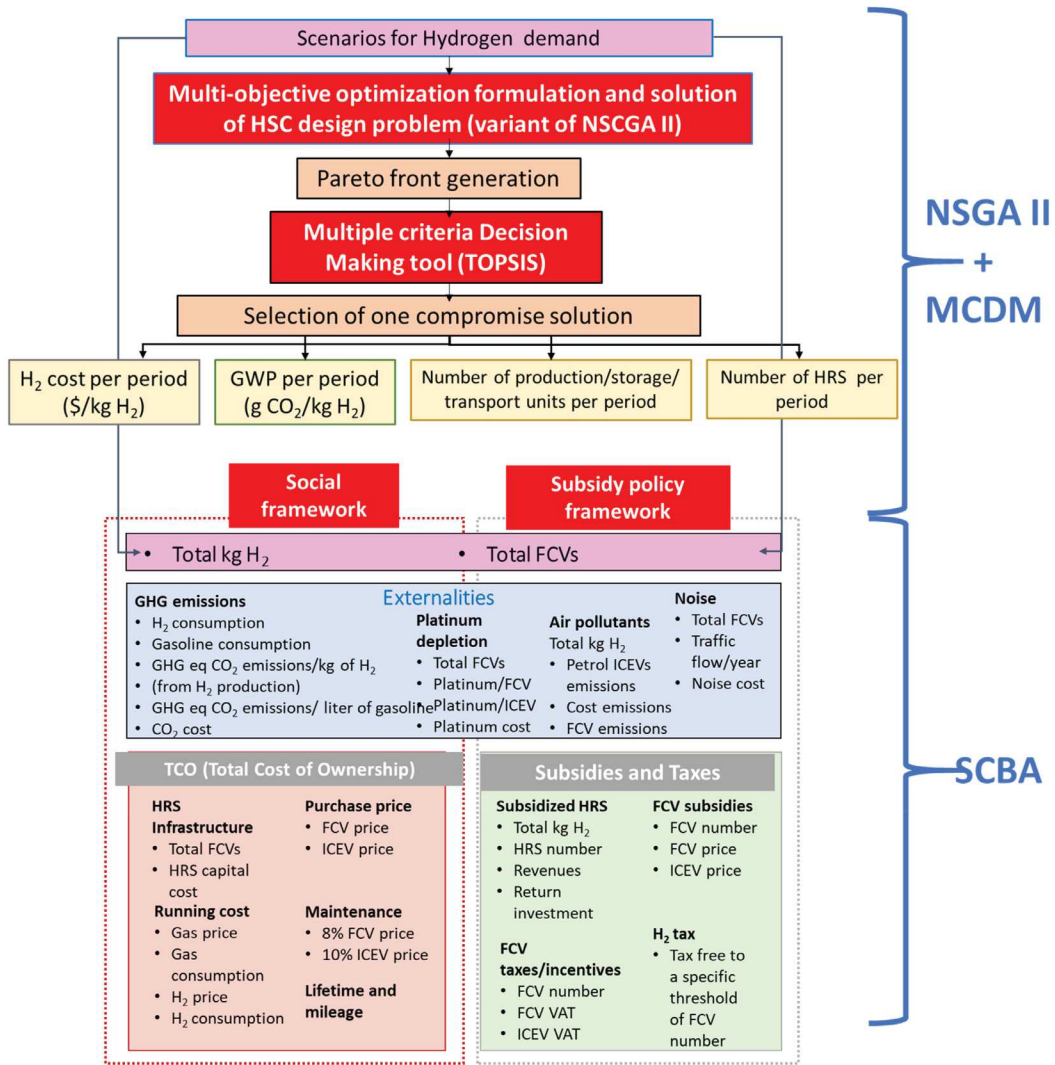 Scenarios for Hydrogen demand
Multi-objective optimization formulation and solution
of HSC design problem (variant of NSCGA II)
Pareto front generation
Multiple criteria Decision
Making tool (TOPSIS)
Selection of one compromise solution
H₂ cost per period
($/kg H₂)
GWP per period
(g CO₂/kg H₂)
Number of production/storage/
transport units per period
Number of HRS per
period
NSGA II
+
MCDM
Social
framework
Subsidy policy
framework
• Total kg H₂
• Total FCVs
Externalities
GHG emissions
• H₂ consumption
• Gasoline consumption
• GHG eq CO₂ emissions/kg of H₂
• (from H₂ production)
• GHG eq CO₂ emissions/ liter of gasoline
• CO₂ cost
Platinum
depletion
• Total FCVs
• Platinum/FCV
• Platinum/ICEV
• Platinum cost
Air pollutants
Total kg H₂
• Petrol ICEVs
emissions
• Cost emissions
• FCV emissions
Noise
• Total FCVs
• Traffic
flow/year
• Noise cost
TCO (Total Cost of Ownership)
HRS
Infrastructure
• Total FCVs
• HRS capital
cost
Running cost
• Gas price
• Gas
consumption
• H₂ price
• H₂ consumption
Purchase price
• FCV price
• ICEV price
Maintenance
• 8% FCV price
• 10% ICEV price
Lifetime and
mileage
Subsidies and Taxes
Subsidized HRS
• Total kg H₂
• HRS number
• Revenues
• Return
investment
FCV
taxes/incentives
• FCV number
• FCV VAT
• ICEV VAT
FCV subsidies
• FCV number
• FCV price
• ICEV price
H₂ tax
• Tax free to
a specific
threshold
of FCV
number
SCBA